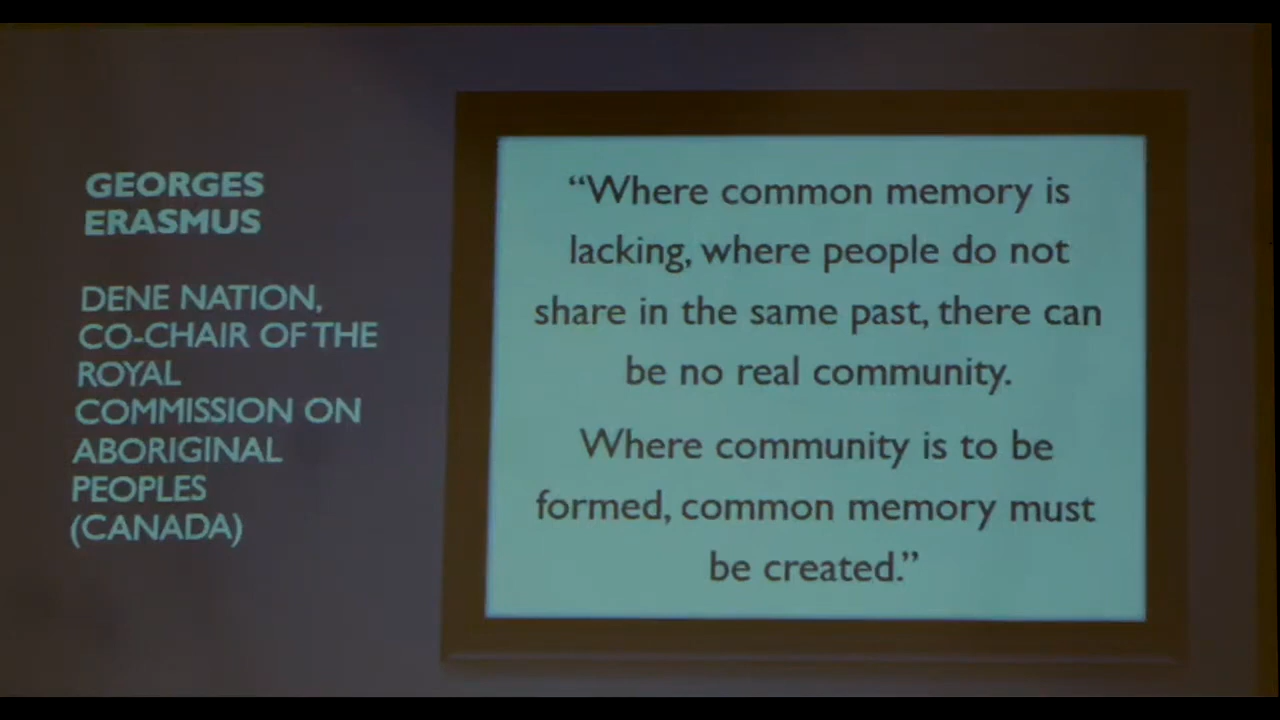 GEORGES
ERASMUS
DENE NATION,
CO-CHAIR OF THE
ROYAL
COMMISSION ON
ABORIGINAL
PEOPLES
(CANADA)
“Where common memory is
lacking, where people do not
share in the same past, there can
be no real community.
Where community is to be
formed, common memory must
be created.”